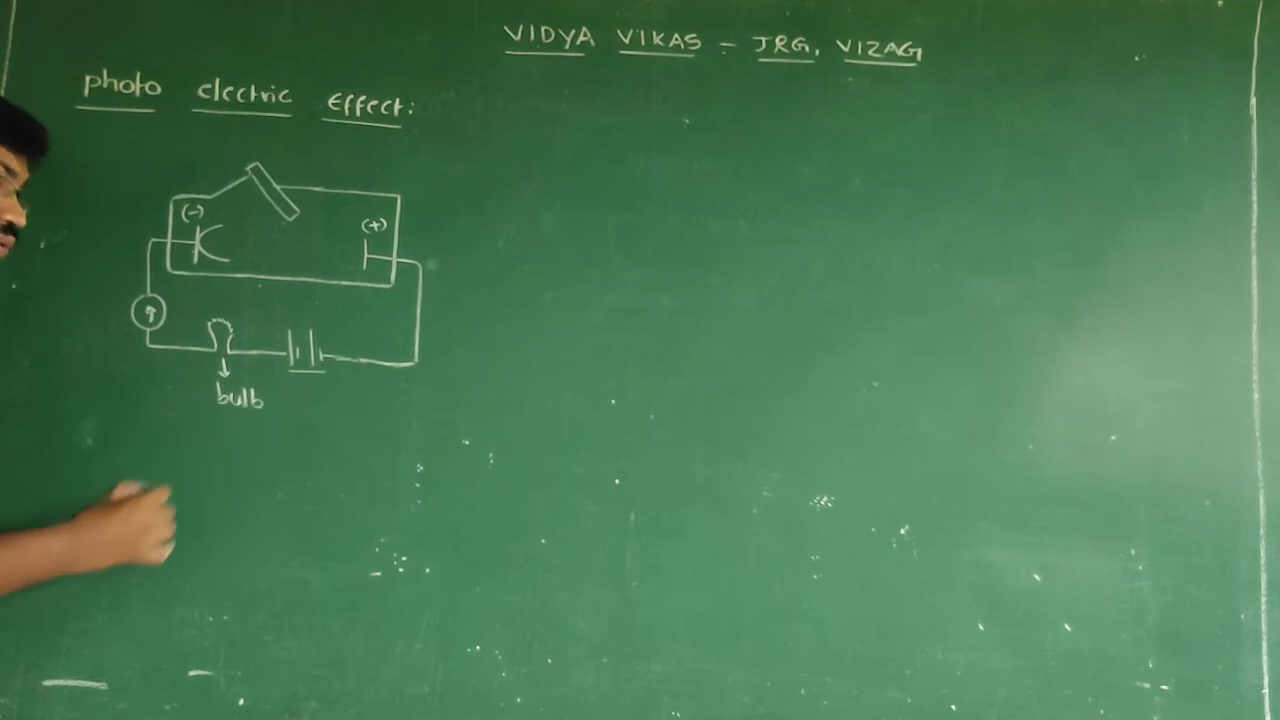 VIDYA VIKAS - JRG, VIZAG
photo electric Effect:
(-)
(+)
bulb